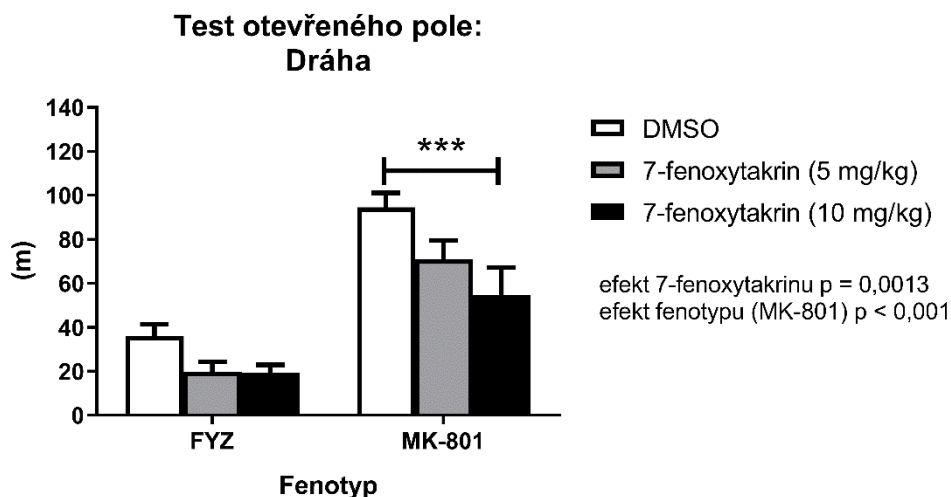 Test otevřeného pole:
Dráha
140
120
100
80
60
40
20
0
(m)
***
FYZ
MK-801
Fenotyp
DMSO
7-fenoxytakrin (5 mg/kg)
7-fenoxytakrin (10 mg/kg)
efekt 7-fenoxytakrinu p = 0,0013
efekt fenotypu (MK-801) p < 0,001